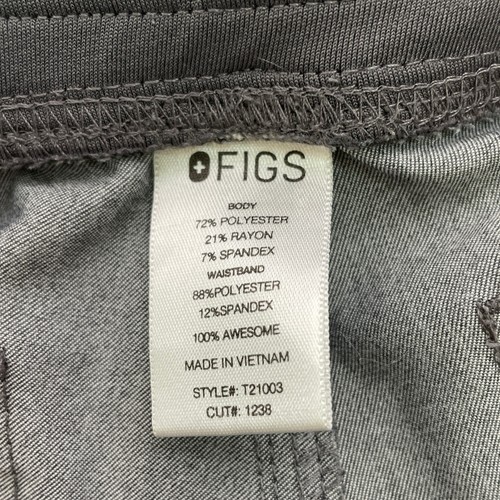 FIGS
BODY
72% POLYESTER
21% RAYON
7% SPANDEX
WAISTBAND
88%POLYESTER
12%SPANDEX
100% AWESOME
MADE IN VIETNAM
STYLE#: T21003
CUT#: 1238